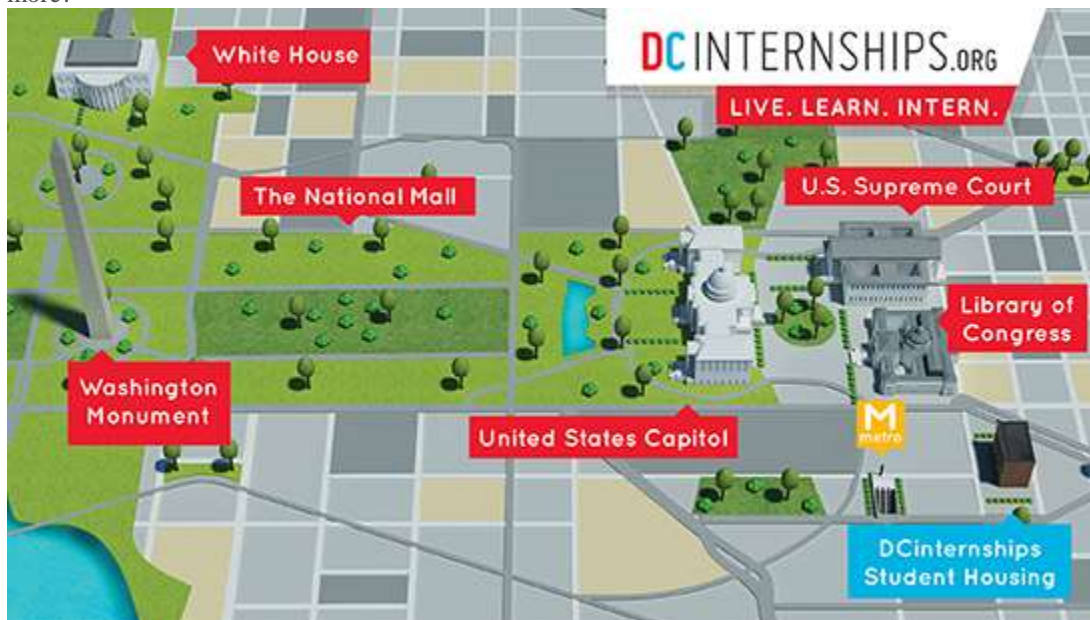 more:
White House
DCINTERNSHIPS.ORG
LIVE. LEARN. INTERN.
The National Mall
U.S. Supreme Court
Library of
Congress
Washington
Monument
United States Capitol
M
metro
DCinternships
Student Housing